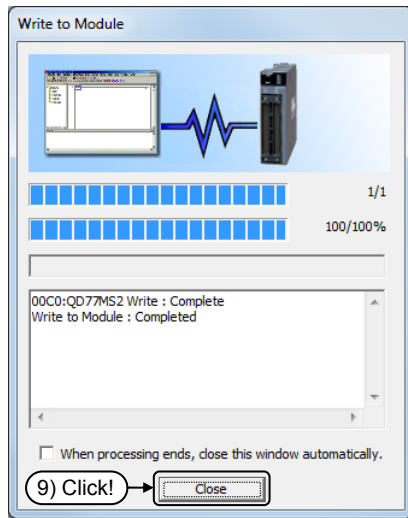 Write to Module
1/1
100/100%
00C0:QD77MS2 Write : Complete
Write to Module : Completed
When processing ends, close this window automatically.
9) Click!
Close